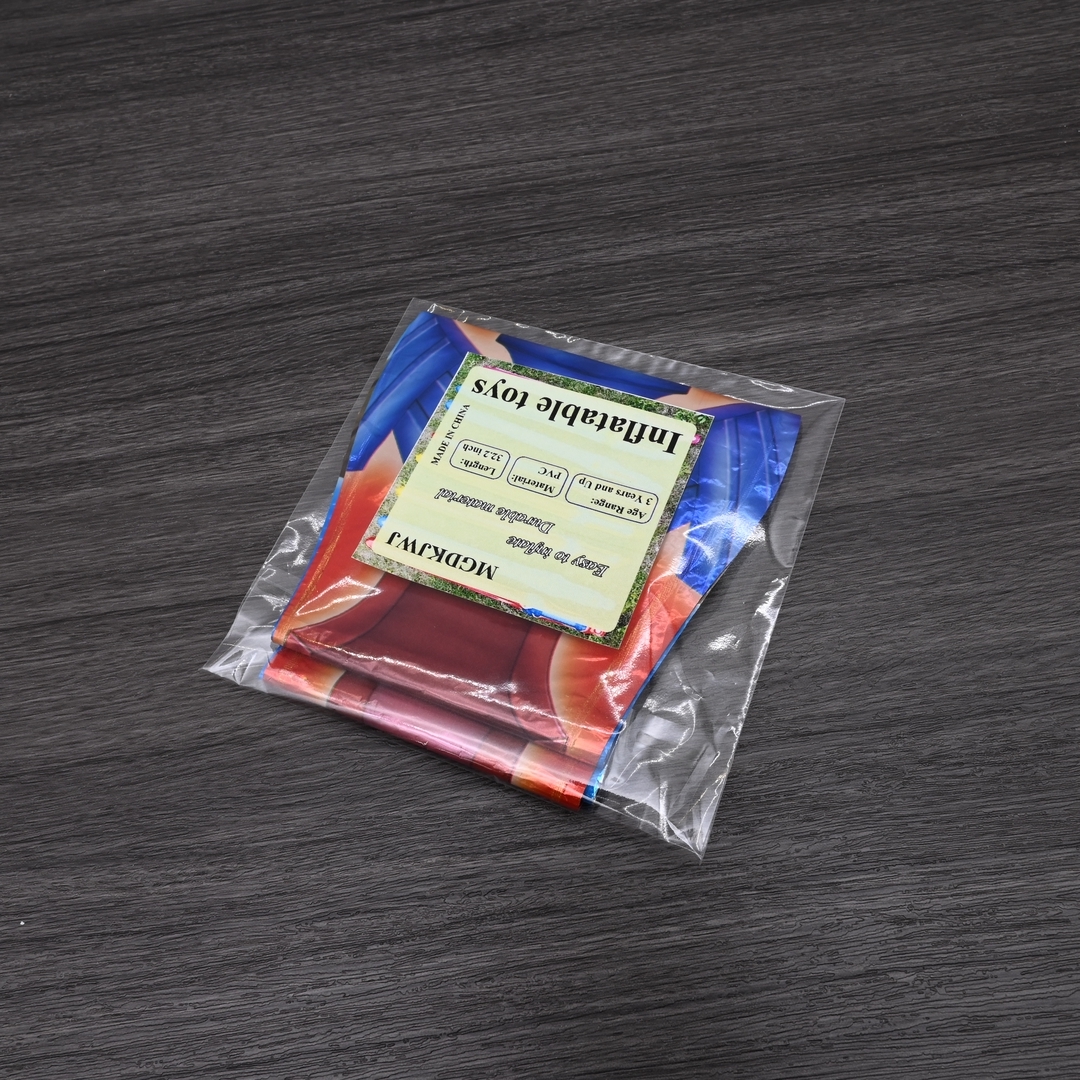 MGDKJWJ
Easy to inflate
Durable material
Age Range:
3 Years and Up
Material:
PVC
Length:
32.2 inch
Inflatable toys
MADE IN CHINA